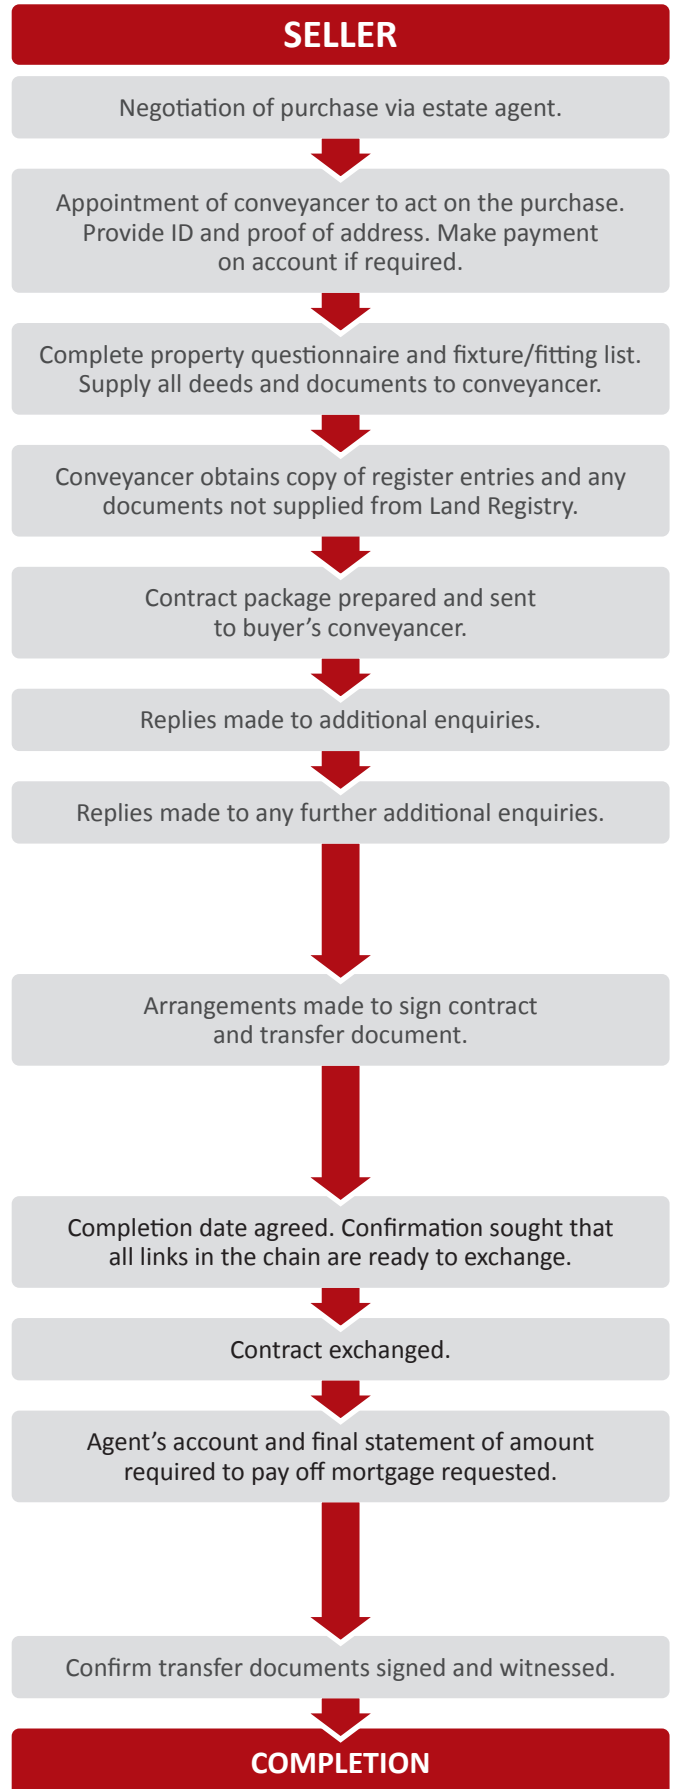 SELLER
Negotiation of purchase via estate agent.
Appointment of conveyancer to act on the purchase.
Provide ID and proof of address. Make payment
on account if required.
Complete property questionnaire and fixture/fitting list.
Supply all deeds and documents to conveyancer.
Conveyancer obtains copy of register entries and any
documents not supplied from Land Registry.
Contract package prepared and sent
to buyer’s conveyancer.
Replies made to additional enquiries.
Replies made to any further additional enquiries.
Arrangements made to sign contract
and transfer document.
Completion date agreed. Confirmation sought that
all links in the chain are ready to exchange.
Contract exchanged.
Agent’s account and final statement of amount
required to pay off mortgage requested.
Confirm transfer documents signed and witnessed.
COMPLETION